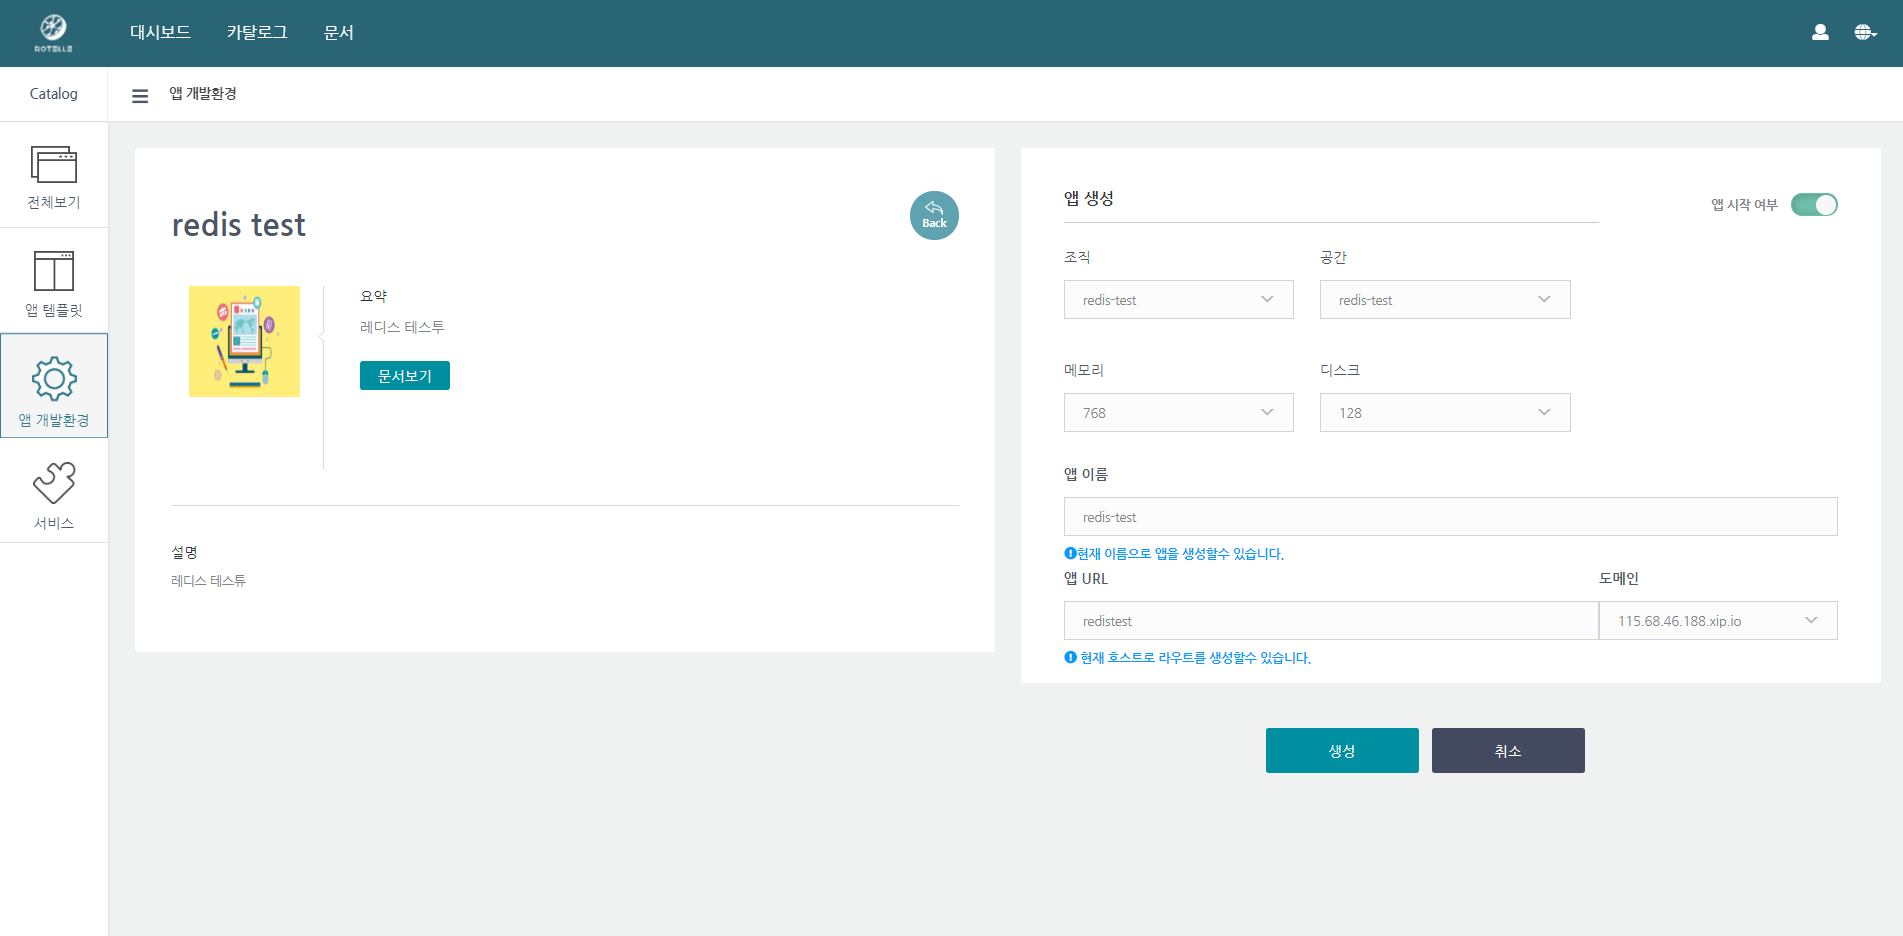 ROTELLE
대시보드
카탈로그
문서
Catalog
앱 개발환경
전체보기
앱 템플릿
앱 개발환경
서비스
redis test
Back
요약
레디스 테스투
문서보기
설명
레디스 테스튜
앱 생성
앱 시작 여부
조직
공간
redis-test
redis-test
메모리
디스크
768
128
앱 이름
redis-test
현재 이름으로 앱을 생성할수 있습니다.
앱 URL
도메인
redistest
115.68.46.188.xip.io
현재 호스트로 라우트를 생성할수 있습니다.
생성
취소